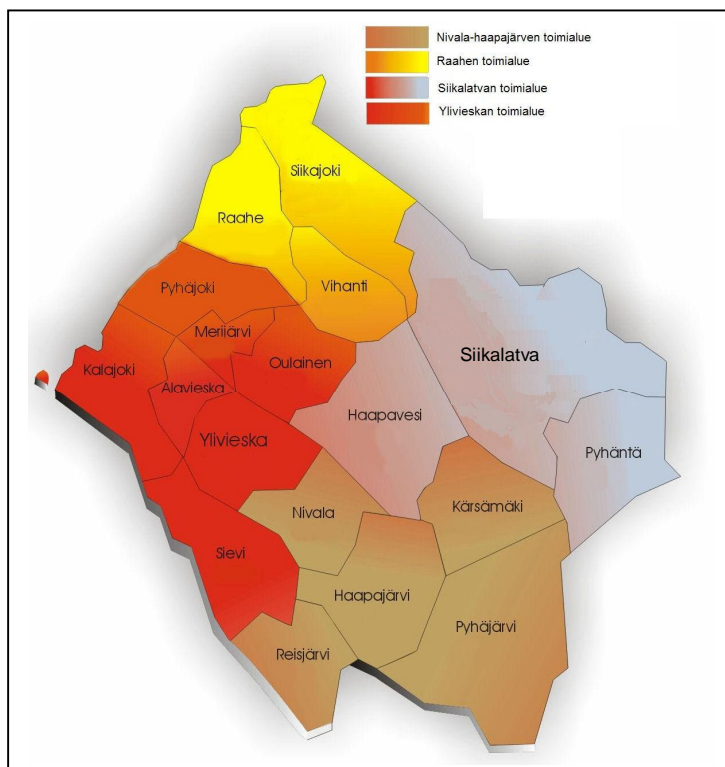 Nivala-haapajärven toimialue
Raahen toimialue
Siikalatvan toimialue
Ylivieskan toimialue
Siikajoki
Raahe
Vihanti
Pyhäjoki
Merijärvi
Oulainen
Kalajoki
Alavieska
Siikalatva
Haapavesi
Ylivieska
Pyhäntä
Nivala
Kärsämäki
Sievi
Haapajärvi
Pyhäjärvi
Reisjärvi